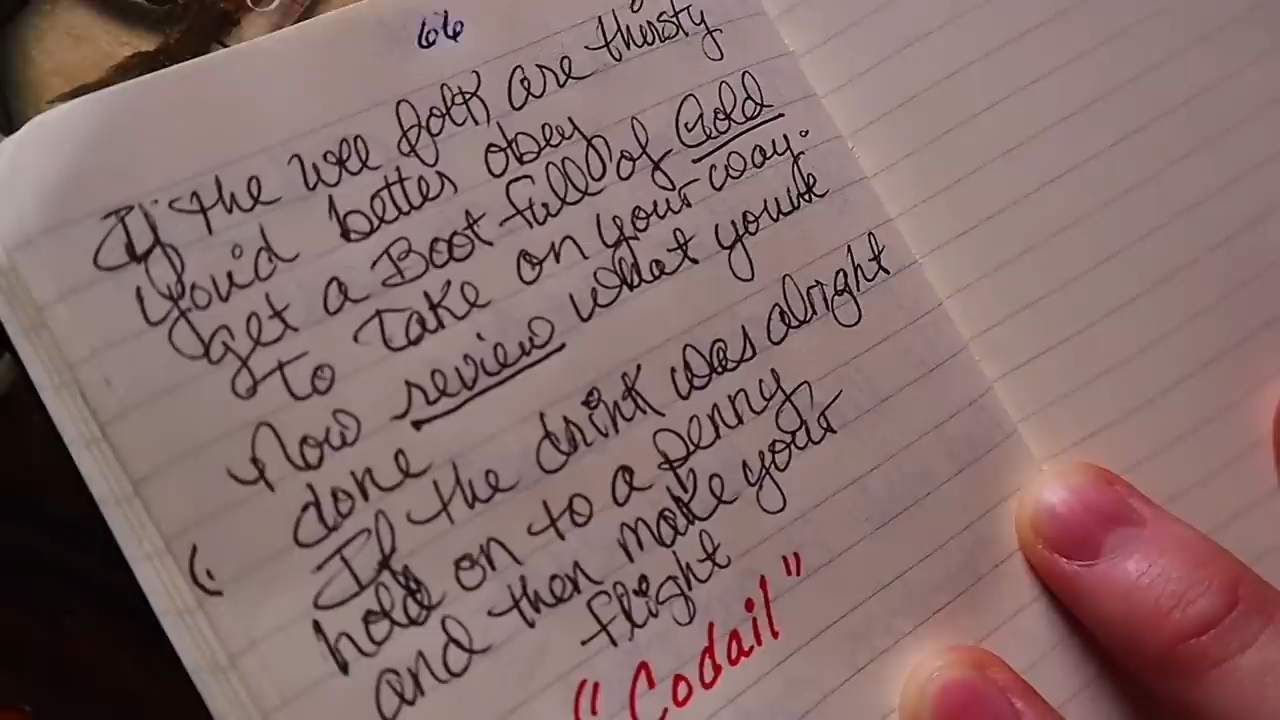 66
If the wee folk are thirsty
you'd better obey
get a Boot full of Gold
to take on your way.
Now review what you've
done
If the drink was alright
hold on to a penny
and then make your
flight
"Codail"